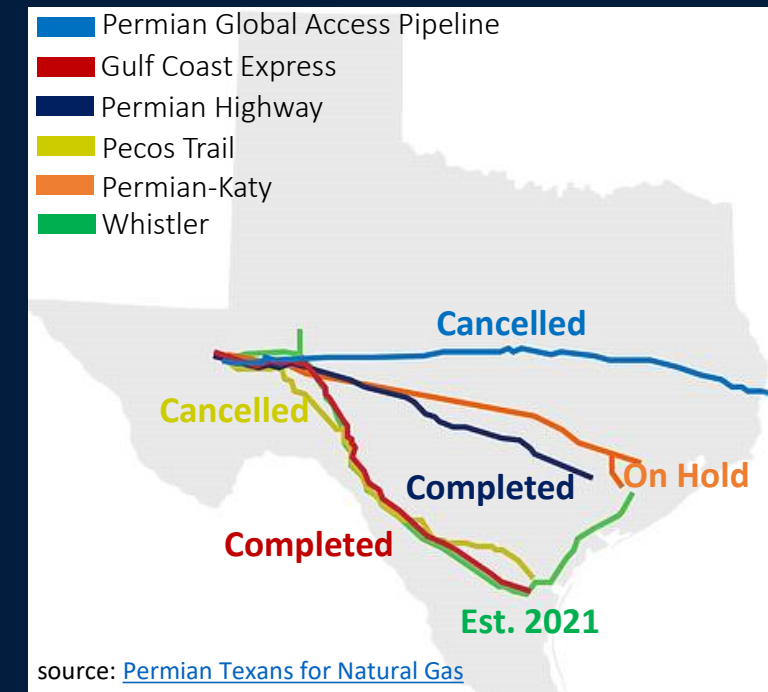 Permian Global Access Pipeline
Gulf Coast Express
Permian Highway
Pecos Trail
Permian-Katy
Whistler
Cancelled
Cancelled
On Hold
Completed
Completed
Est. 2021
source: Permian Texans for Natural Gas